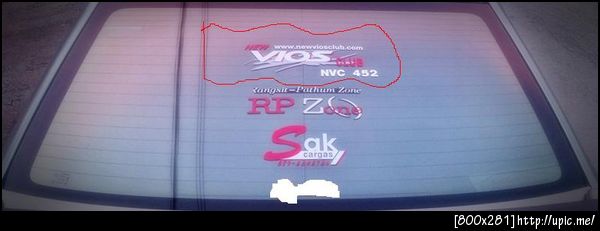 www.newviosclub.com
NEW
VIOS CLUB
NVC 452
Rangsit-Pathum Zone
RP Zone
Sak
cargas
[800x281]http://upic.me/